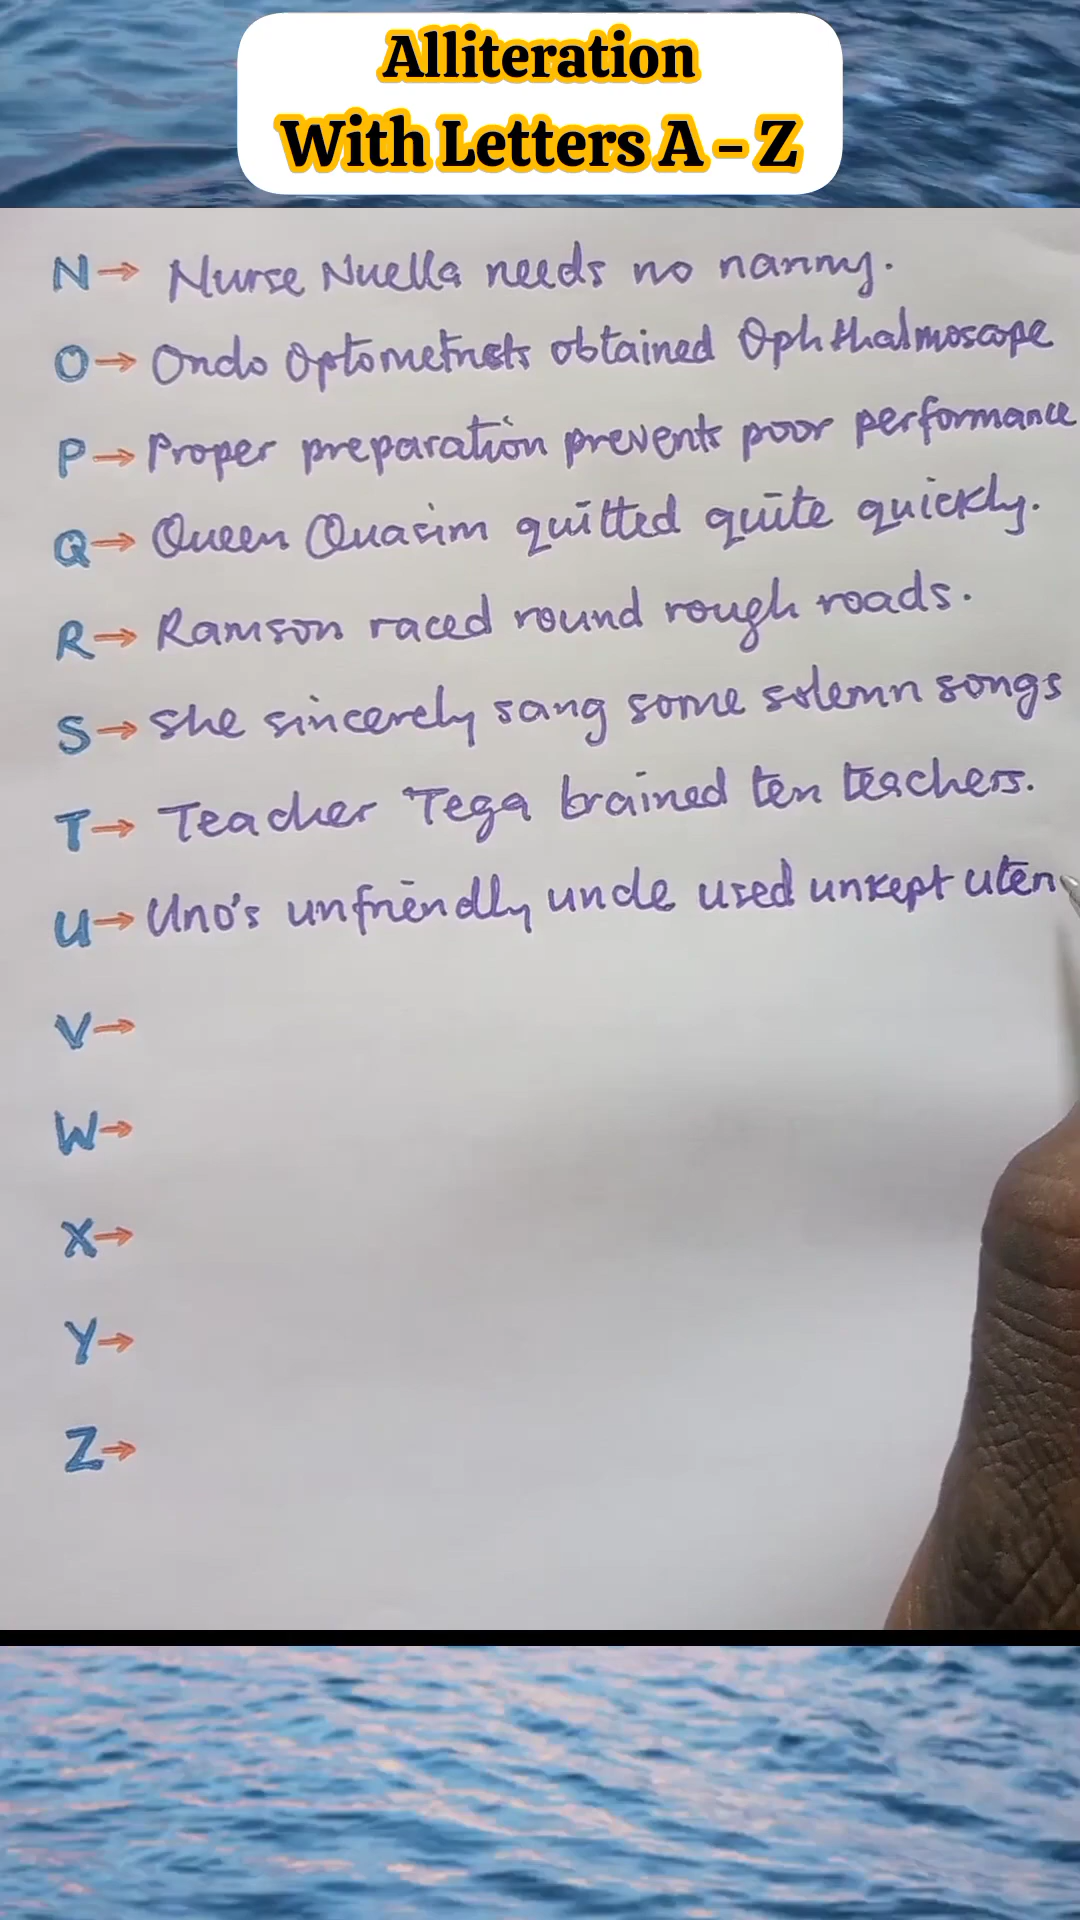 Alliteration
With Letters A - Z
N→ Nurse Nuella needs no nanny.
O→ Ondo Optometrists obtained Ophthalmoscope
P→ Proper preparation prevents poor performance
Q→ Queen Quasim quitted quite quickly.
R→ Ramson raced round rough roads.
S→ She sincerely sang some solemn songs
T→ Teacher Tega trained ten teachers.
U→ Uno's unfriendly uncle used unkept uten
V→
W→
X→
Y→
Z→